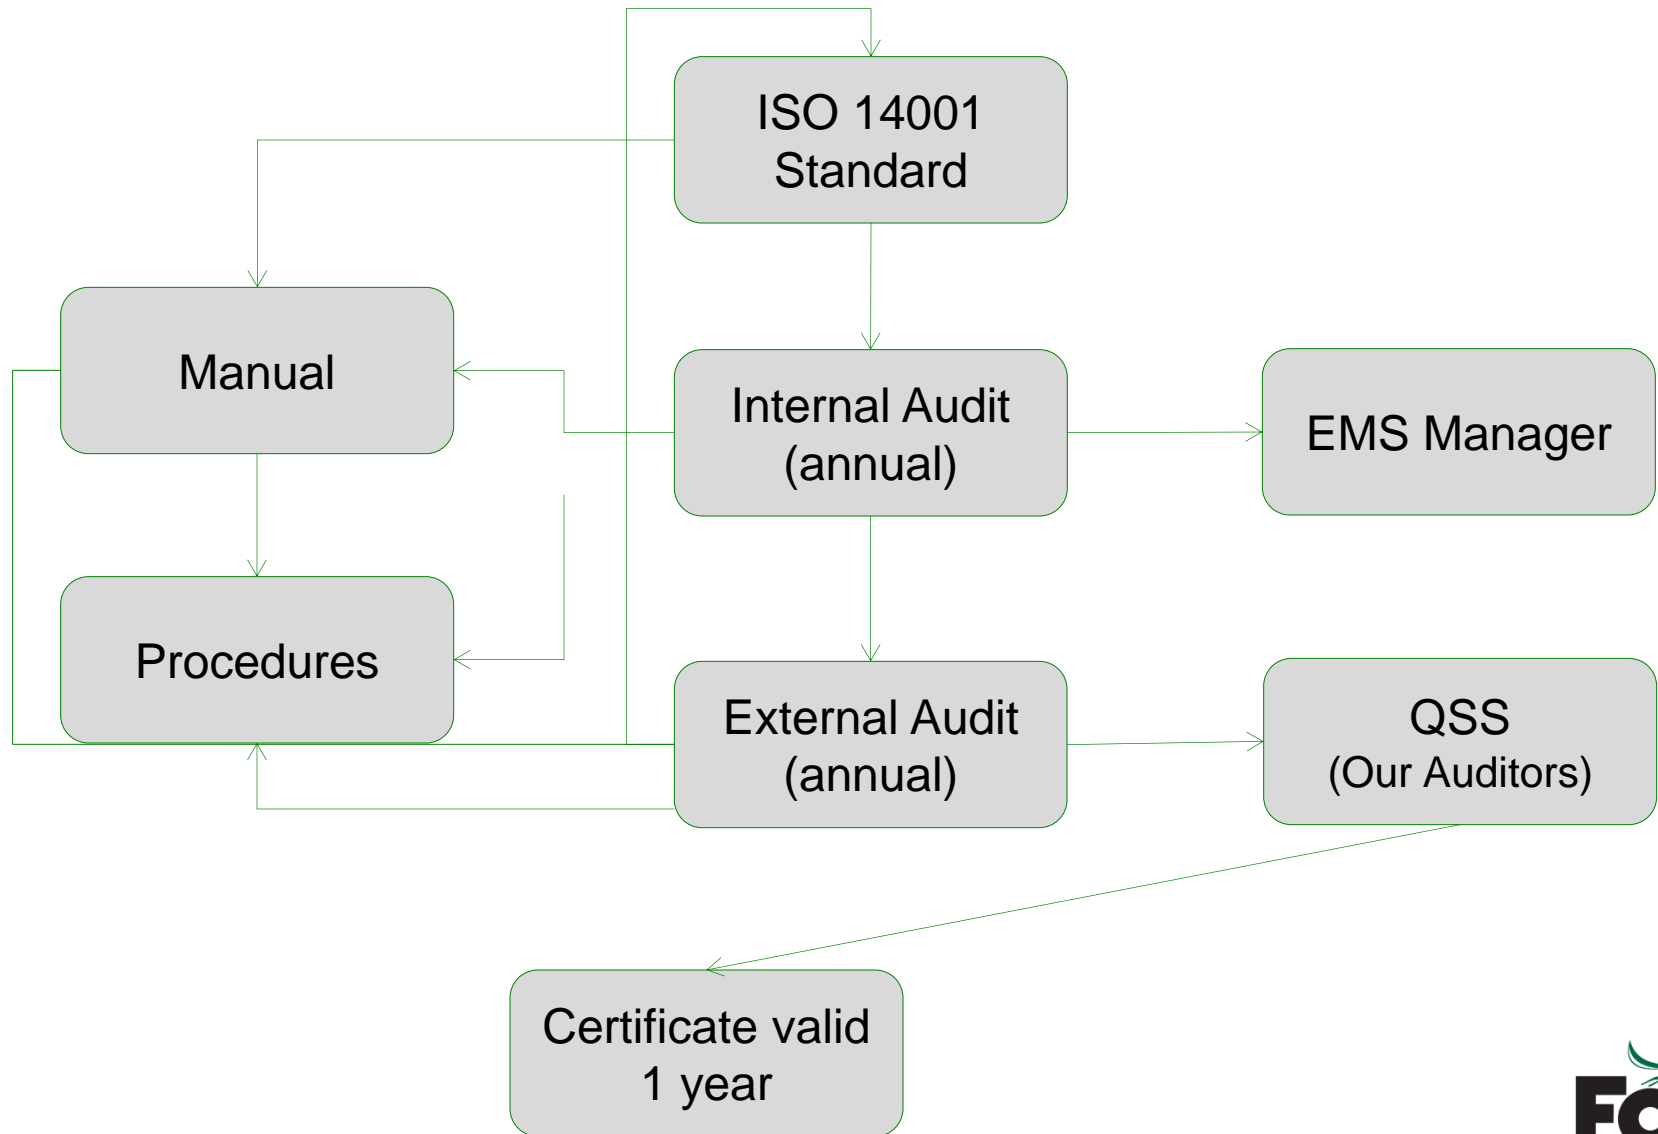 ISO 14001
Standard
Manual
Internal Audit
(annual)
EMS Manager
Procedures
External Audit
(annual)
QSS
(Our Auditors)
Certificate valid
1 year